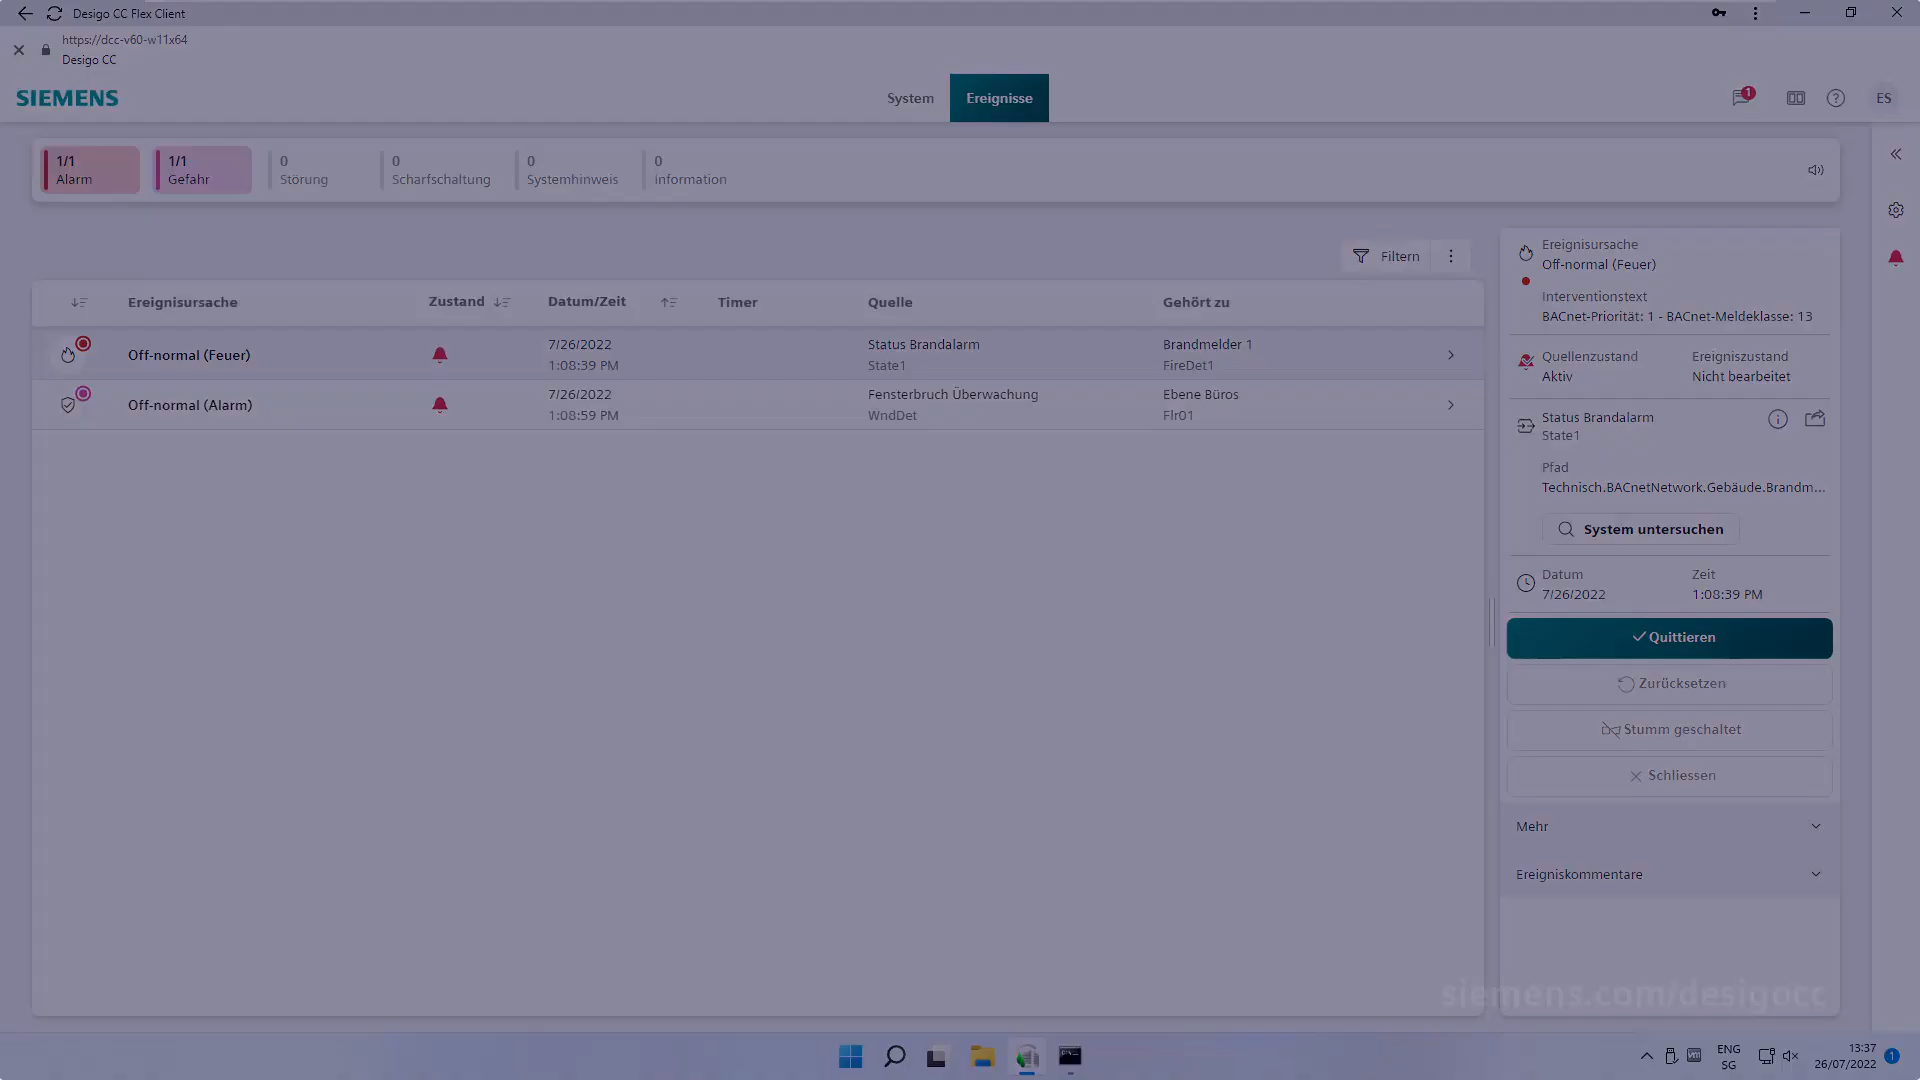 Desigo CC Flex Client
https://dcc-v60-w11x64
Desigo CC
SIEMENS
System
Ereignisse
1
ES
1/1
Alarm
1/1
Gefahr
0
Störung
0
Scharfschaltung
0
Systemhinweis
0
Information
Filtern
Ereignisursache
Zustand
Datum/Zeit
Timer
Quelle
Gehört zu
Off-normal (Feuer)
7/26/2022
1:08:39 PM
Status Brandalarm
State1
Brandmelder 1
FireDet1
Off-normal (Alarm)
7/26/2022
1:08:59 PM
Fensterbruch Überwachung
WndDet
Ebene Büros
Flr01
Ereignisursache
Off-normal (Feuer)
Interventionstext
BACnet-Priorität: 1 - BACnet-Meldeklasse: 13
Quellenzustand
Aktiv
Ereigniszustand
Nicht bearbeitet
Status Brandalarm
State1
Pfad
Technisch.BACnetNetwork.Gebäude.Brandm...
System untersuchen
Datum
7/26/2022
Zeit
1:08:39 PM
Quittieren
Zurücksetzen
Stumm geschaltet
Schliessen
Mehr
Ereigniskommentare
siemens.com/desigocc
ENG
SG
13:37
26/07/2022
1